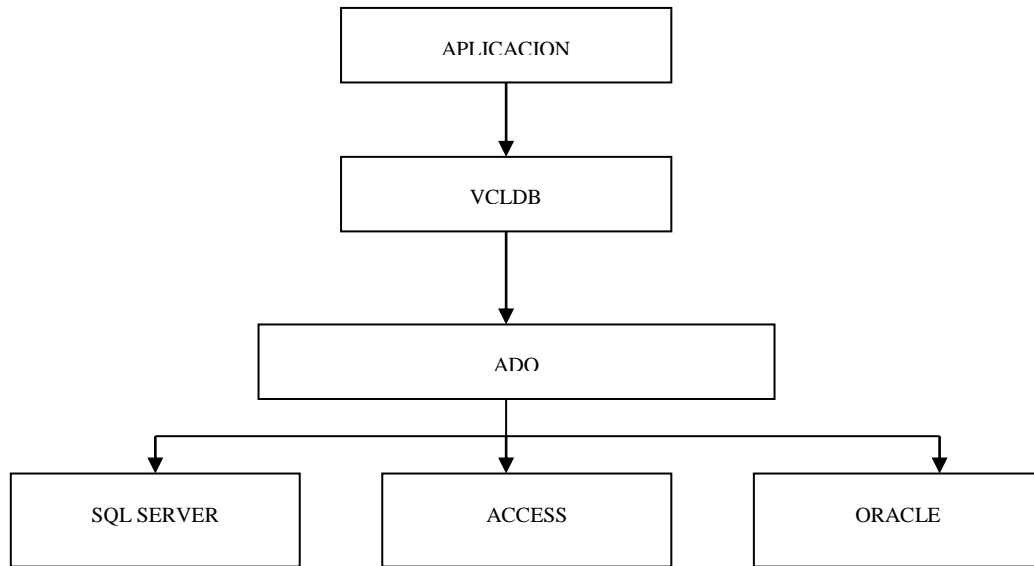 APLICACION
VCLDB
ADO
SQL SERVER
ACCESS
ORACLE